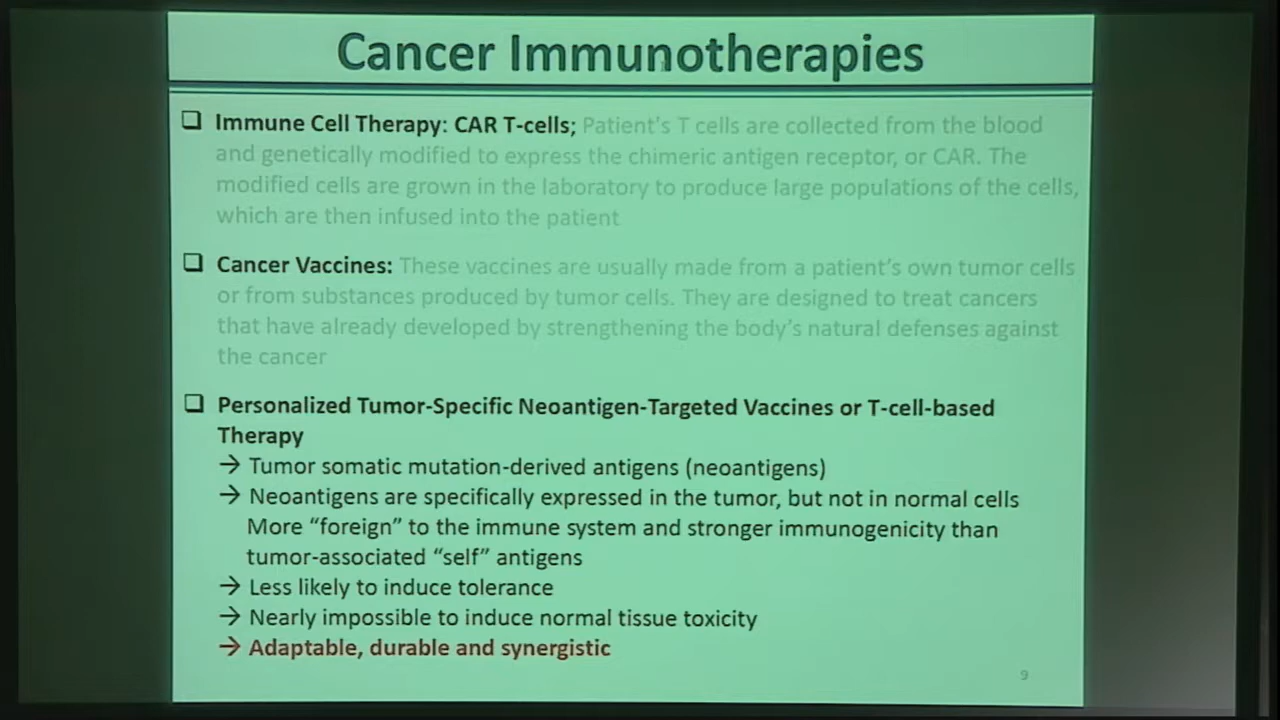 Cancer Immunotherapies
❑ Immune Cell Therapy: CAR T-cells; Patient's T cells are collected from the blood
and genetically modified to express the chimeric antigen receptor, or CAR. The
modified cells are grown in the laboratory to produce large populations of the cells,
which are then infused into the patient
❑ Cancer Vaccines: These vaccines are usually made from a patient's own tumor cells
or from substances produced by tumor cells. They are designed to treat cancers
that have already developed by strengthening the body's natural defenses against
the cancer
❑ Personalized Tumor-Specific Neoantigen-Targeted Vaccines or T-cell-based
Therapy
→ Tumor somatic mutation-derived antigens (neoantigens)
→ Neoantigens are specifically expressed in the tumor, but not in normal cells
More “foreign” to the immune system and stronger immunogenicity than
tumor-associated “self” antigens
→ Less likely to induce tolerance
→ Nearly impossible to induce normal tissue toxicity
→ Adaptable, durable and synergistic
9